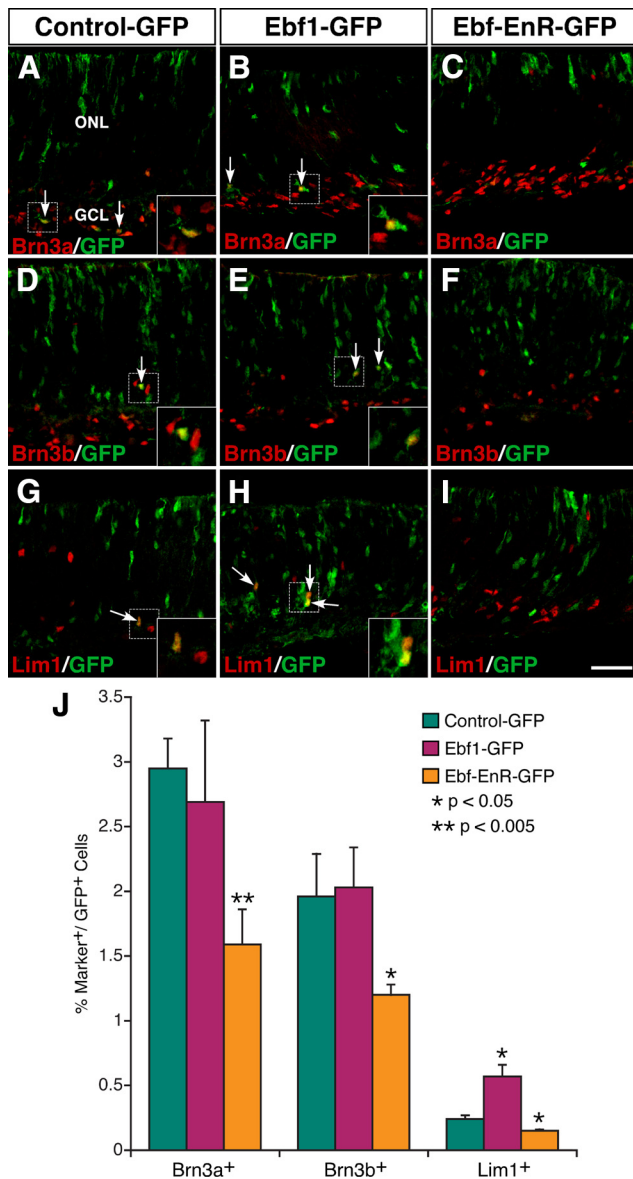 Control-GFP
Ebf1-GFP
Ebf-EnR-GFP
A
B
C
ONL
GCL
Brn3a/GFP
Brn3a/GFP
Brn3a/GFP
D
E
F
Brn3b/GFP
Brn3b/GFP
Brn3b/GFP
G
H
I
Lim1/GFP
Lim1/GFP
Lim1/GFP
J
% Marker+/ GFP+ Cells
3.5
3
2.5
2
1.5
1
0.5
0
Control-GFP
Ebf1-GFP
Ebf-EnR-GFP
* p < 0.05
** p < 0.005
**
*
*
*
Brn3a+
Brn3b+
Lim1+